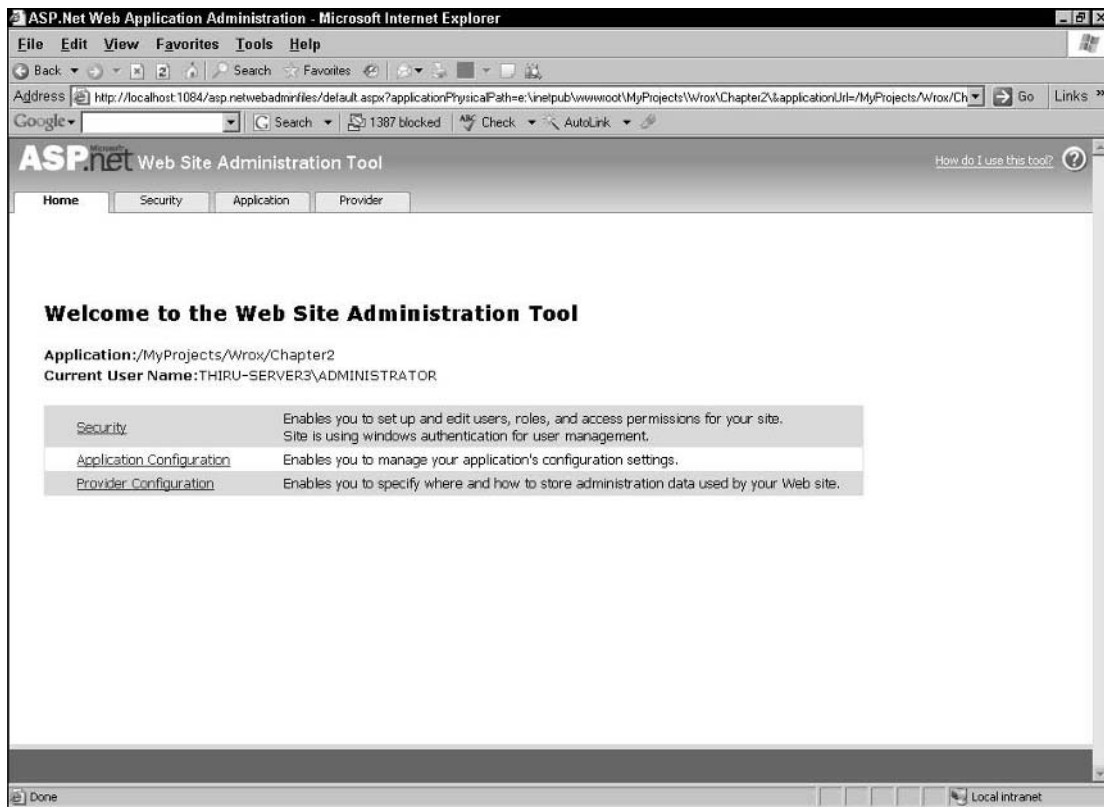 ASP.Net Web Application Administration - Microsoft Internet Explorer
File Edit View Favorites Tools Help
Back Search Favorites
Address http://localhost:1084/asp.netwebadminfiles/default.aspx?applicationPhysicalPath=e:\inetpub\wwwroot\MyProjects\Wrox\Chapter2\&applicationUrl=/MyProjects/Wrox/Ch Go Links »
Google Search 1387 blocked ABC Check AutoLink
Microsoft ASP.net Web Site Administration Tool How do I use this tool? ?
Home Security Application Provider
Welcome to the Web Site Administration Tool
Application:/MyProjects/Wrox/Chapter2
Current User Name:THIRU-SERVER3\ADMINISTRATOR
Security Enables you to set up and edit users, roles, and access permissions for your site.
Site is using windows authentication for user management.
Application Configuration Enables you to manage your application's configuration settings.
Provider Configuration Enables you to specify where and how to store administration data used by your Web site.
Done Local intranet